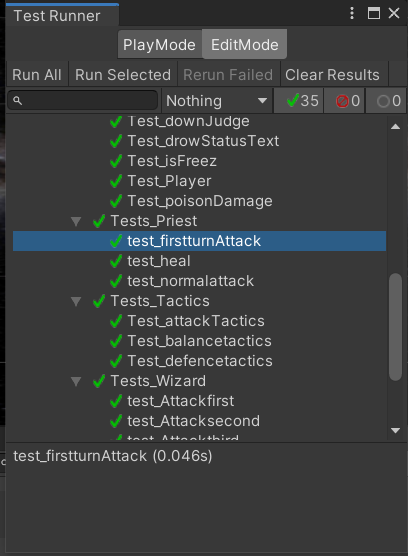 Test Runner
PlayMode EditMode
Run All Run Selected Rerun Failed Clear Results
Nothing 35 0 0
Test_downJudge
Test_drowStatusText
Test_isFreez
Test_Player
Test_poisonDamage
Tests_Priest
test_firstturnAttack
test_heal
test_normalattack
Tests_Tactics
Test_attackTactics
Test_balancetactics
Test_defencetactics
Tests_Wizard
test_Attackfirst
test_Attacksecond
test_Attackthird
test_firstturnAttack (0.046s)